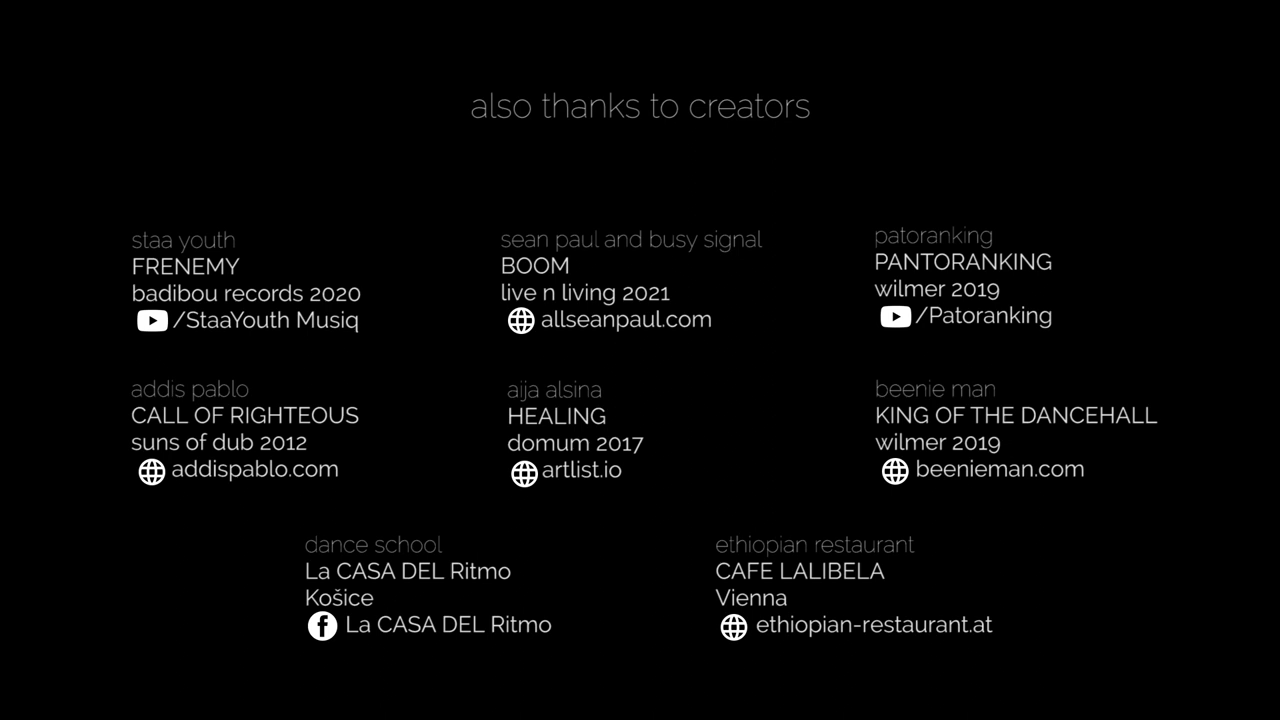 also thanks to creators
staa youth
FRENEMY
badibou records 2020
/StaaYouth Musiq
sean paul and busy signal
BOOM
live n living 2021
allseanpaul.com
patoranking
PANTORANKING
wilmer 2019
/Patoranking
addis pablo
CALL OF RIGHTEOUS
suns of dub 2012
addispablo.com
aija alsina
HEALING
domum 2017
artlist.io
beenie man
KING OF THE DANCEHALL
wilmer 2019
beenieman.com
dance school
La CASA DEL Ritmo
Košice
La CASA DEL Ritmo
ethiopian restaurant
CAFE LALIBELA
Vienna
ethiopian-restaurant.at